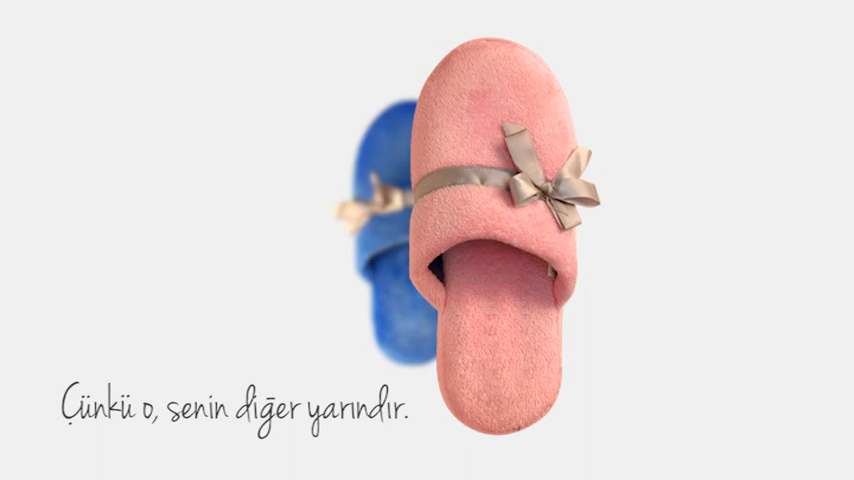 Çünkü o, senin diğer yarındır.